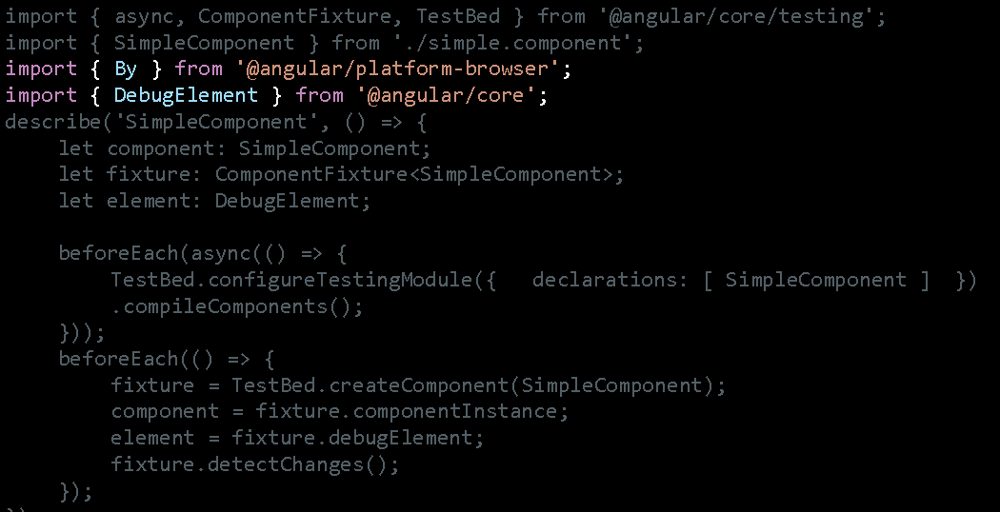 import { async, ComponentFixture, TestBed } from '@angular/core/testing';
import { SimpleComponent } from './simple.component';
import { By } from '@angular/platform-browser';
import { DebugElement } from '@angular/core';
describe('SimpleComponent', () => {
let component: SimpleComponent;
let fixture: ComponentFixture<SimpleComponent>;
let element: DebugElement;
beforeEach(async(() => {
TestBed.configureTestingModule({ declarations: [ SimpleComponent ] })
.compileComponents();
}));
beforeEach(() => {
fixture = TestBed.createComponent(SimpleComponent);
component = fixture.componentInstance;
element = fixture.debugElement;
fixture.detectChanges();
});